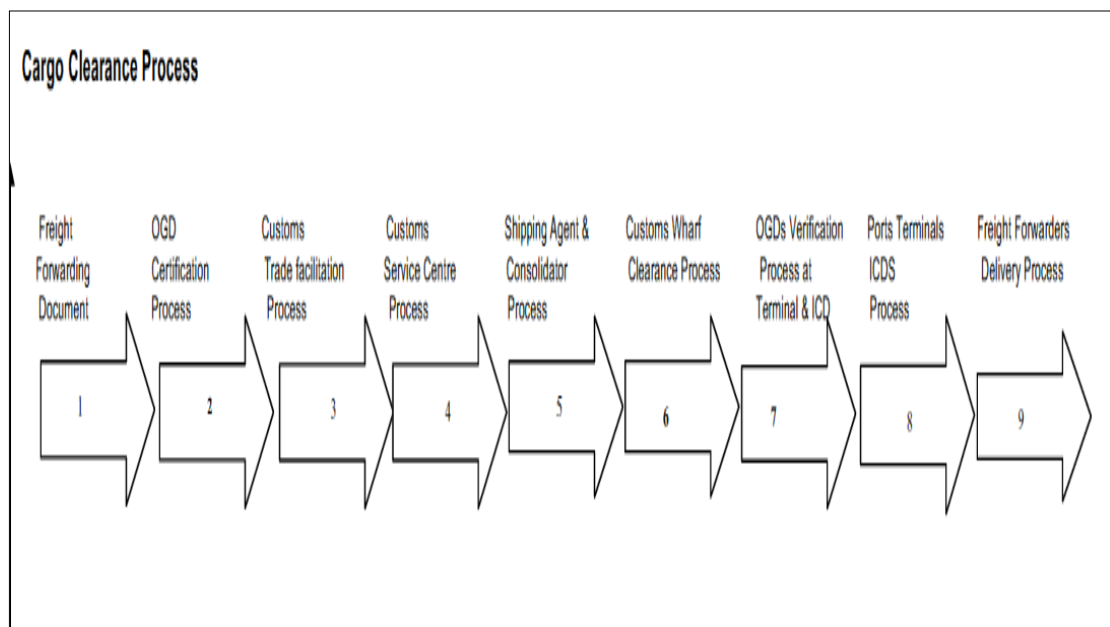 Cargo Clearance Process
Freight
Forwarding
Document
OGD
Certification
Process
Customs
Trade facilitation
Process
Customs
Service Centre
Process
Shipping Agent &
Consolidator
Process
Customs Wharf
Clearance Process
OGDs Verification
Process at
Terminal & ICD
Ports Terminals
ICDS
Process
Freight Forwarders
Delivery Process
1
2
3
4
5
6
7
8
9